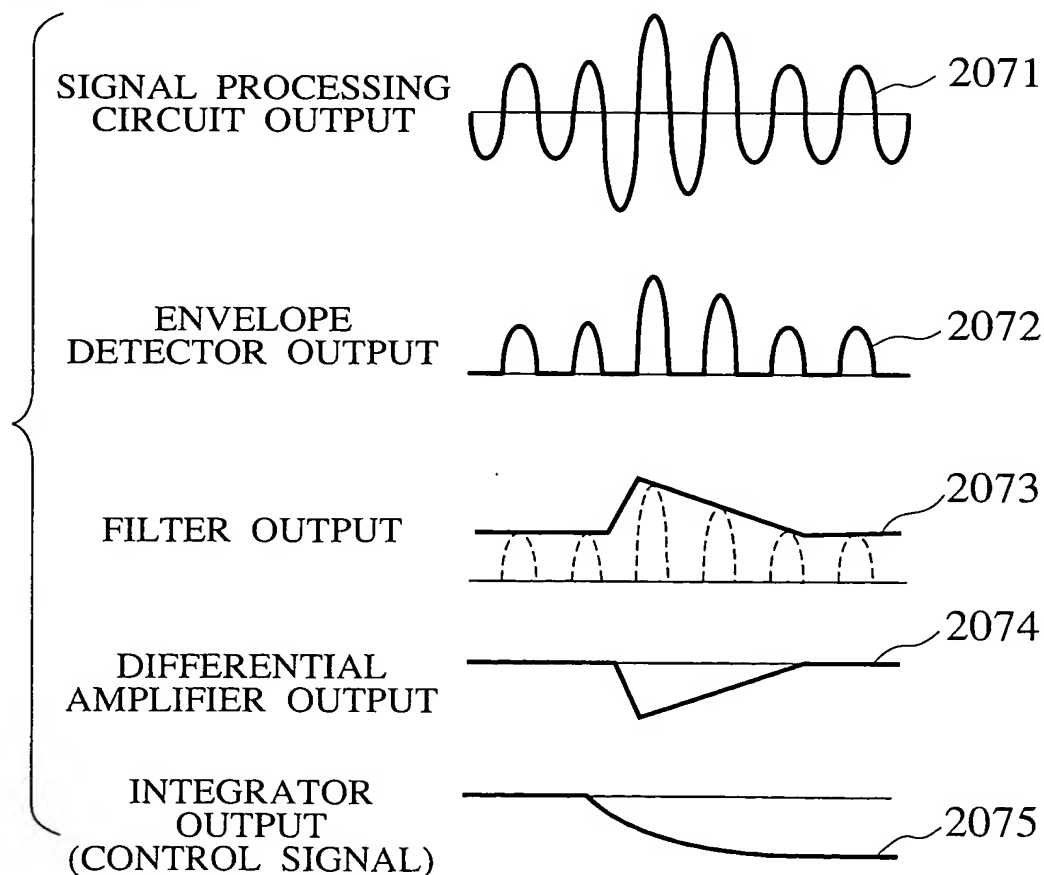 SIGNAL PROCESSING
CIRCUIT OUTPUT
2071
ENVELOPE
DETECTOR OUTPUT
2072
FILTER OUTPUT
2073
DIFFERENTIAL
AMPLIFIER OUTPUT
2074
INTEGRATOR
OUTPUT
(CONTROL SIGNAL)
2075